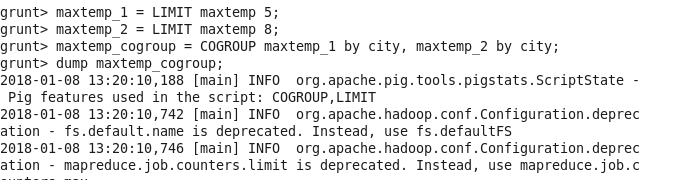 grunt> maxtemp_1 = LIMIT maxtemp 5;
grunt> maxtemp_2 = LIMIT maxtemp 8;
grunt> maxtemp_cogroup = COGROUP maxtemp_1 by city, maxtemp_2 by city;
grunt> dump maxtemp_cogroup;
2018-01-08 13:20:10,188 [main] INFO  org.apache.pig.tools.pigstats.ScriptState -
 Pig features used in the script: COGROUP,LIMIT
2018-01-08 13:20:10,742 [main] INFO  org.apache.hadoop.conf.Configuration.deprec
ation - fs.default.name is deprecated. Instead, use fs.defaultFS
2018-01-08 13:20:10,746 [main] INFO  org.apache.hadoop.conf.Configuration.deprec
ation - mapreduce.job.counters.limit is deprecated. Instead, use mapreduce.job.c